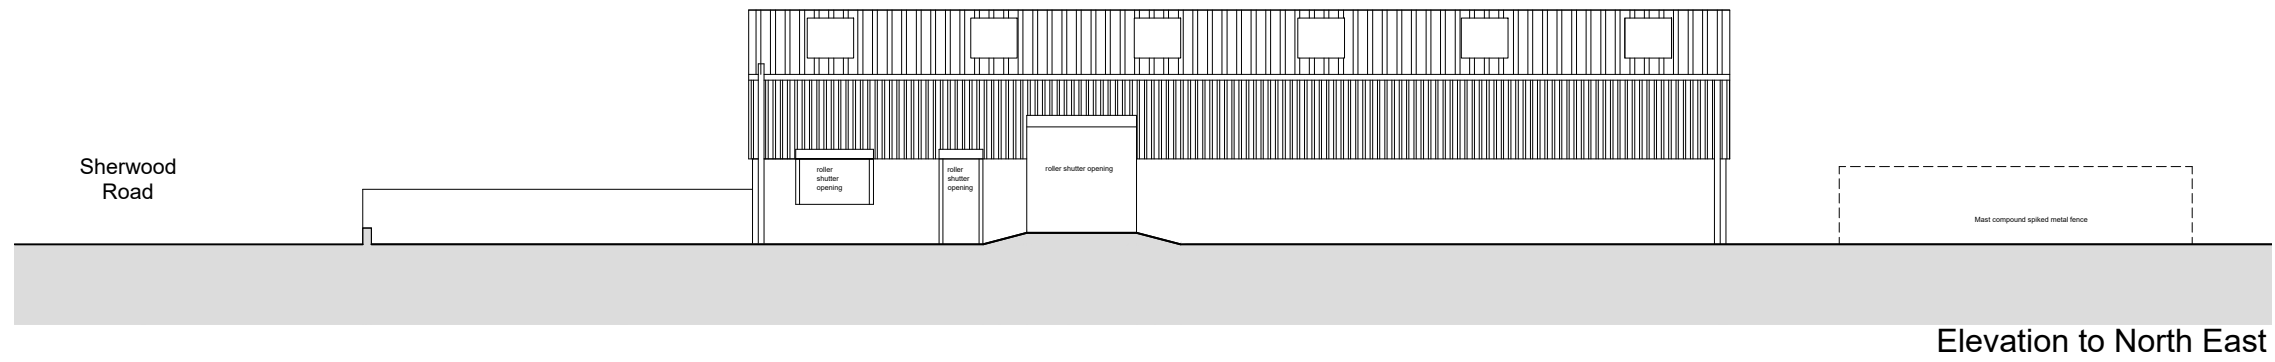 Sherwood
Road
roller
shutter
opening
roller
shutter
opening
roller shutter opening
Mast compound spiked metal fence
Elevation to North East